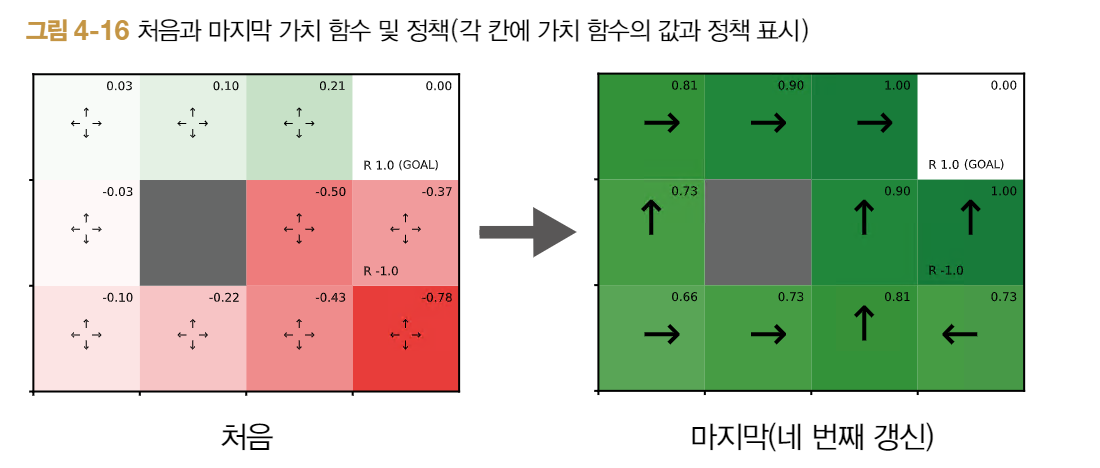 그림 4-16 처음과 마지막 가치 함수 및 정책(각 칸에 가치 함수의 값과 정책 표시)
0.03 0.10 0.21 0.00
R 1.0 (GOAL)
-0.03 -0.50 -0.37
R -1.0
-0.10 -0.22 -0.43 -0.78
처음
0.81 0.90 1.00 0.00
R 1.0 (GOAL)
0.73 0.90 1.00
R -1.0
0.66 0.73 0.81 0.73
마지막(네 번째 갱신)